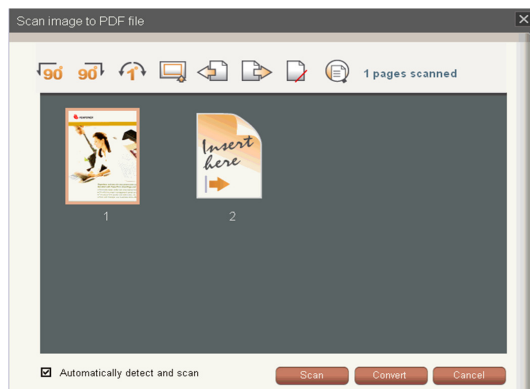 Scan image to PDF file
90° 90° 1° 1 pages scanned
Insert
here
1 2
Automatically detect and scan
Scan Convert Cancel